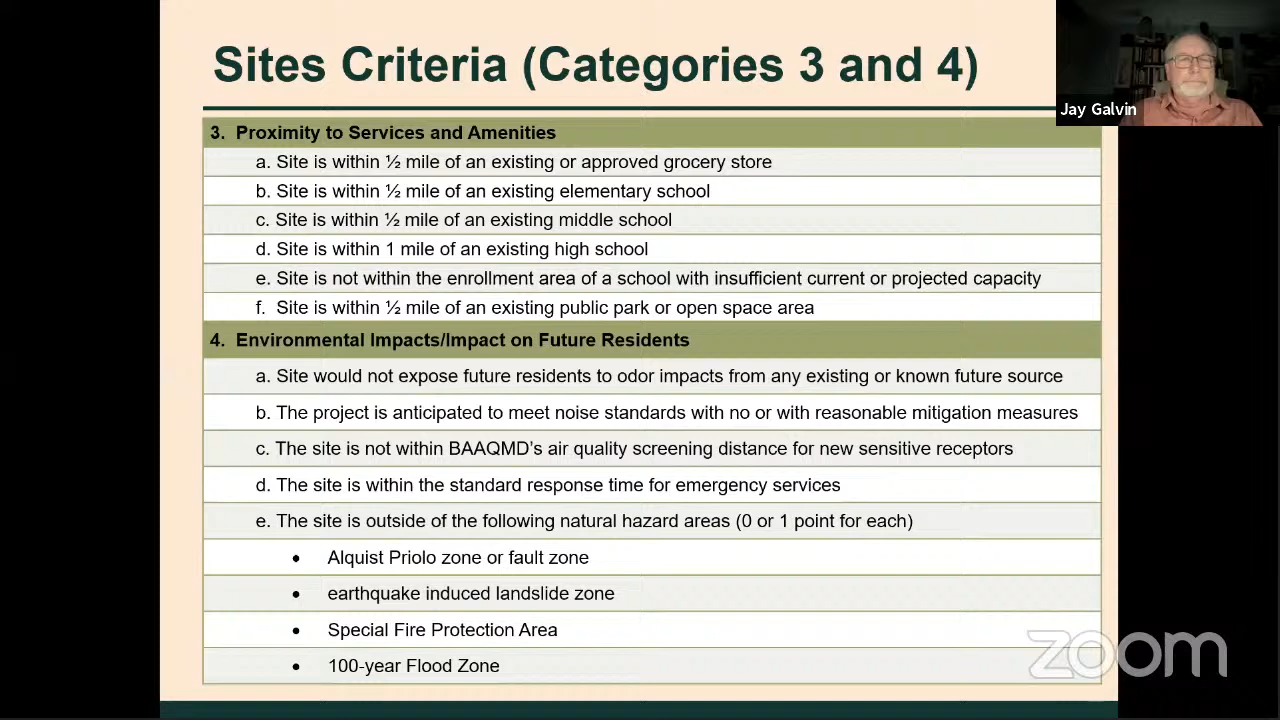 Sites Criteria (Categories 3 and 4)
Jay Galvin
3. Proximity to Services and Amenities
a. Site is within ½ mile of an existing or approved grocery store
b. Site is within ½ mile of an existing elementary school
c. Site is within ½ mile of an existing middle school
d. Site is within 1 mile of an existing high school
e. Site is not within the enrollment area of a school with insufficient current or projected capacity
f. Site is within ½ mile of an existing public park or open space area
4. Environmental Impacts/Impact on Future Residents
a. Site would not expose future residents to odor impacts from any existing or known future source
b. The project is anticipated to meet noise standards with no or with reasonable mitigation measures
c. The site is not within BAAQMD's air quality screening distance for new sensitive receptors
d. The site is within the standard response time for emergency services
e. The site is outside of the following natural hazard areas (0 or 1 point for each)
• Alquist Priolo zone or fault zone
• earthquake induced landslide zone
• Special Fire Protection Area
• 100-year Flood Zone
zoom